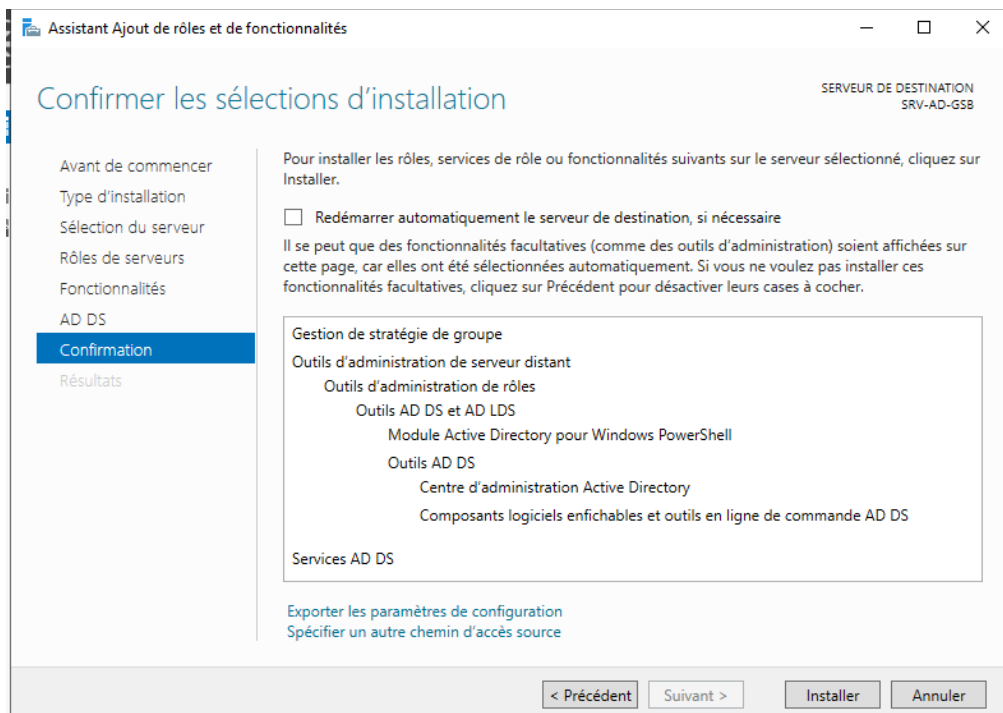 Assistant Ajout de rôles et de fonctionnalités
Confirmer les sélections d'installation
SERVEUR DE DESTINATION
SRV-AD-GSB
Avant de commencer
Type d'installation
Sélection du serveur
Rôles de serveurs
Fonctionnalités
AD DS
Confirmation
Résultats
Pour installer les rôles, services de rôle ou fonctionnalités suivants sur le serveur sélectionné, cliquez sur
Installer.
Redémarrer automatiquement le serveur de destination, si nécessaire
Il se peut que des fonctionnalités facultatives (comme des outils d'administration) soient affichées sur
cette page, car elles ont été sélectionnées automatiquement. Si vous ne voulez pas installer ces
fonctionnalités facultatives, cliquez sur Précédent pour désactiver leurs cases à cocher.
Gestion de stratégie de groupe
Outils d'administration de serveur distant
Outils d'administration de rôles
Outils AD DS et AD LDS
Module Active Directory pour Windows PowerShell
Outils AD DS
Centre d'administration Active Directory
Composants logiciels enfichables et outils en ligne de commande AD DS
Services AD DS
Exporter les paramètres de configuration
Spécifier un autre chemin d'accès source
< Précédent
Suivant >
Installer
Annuler